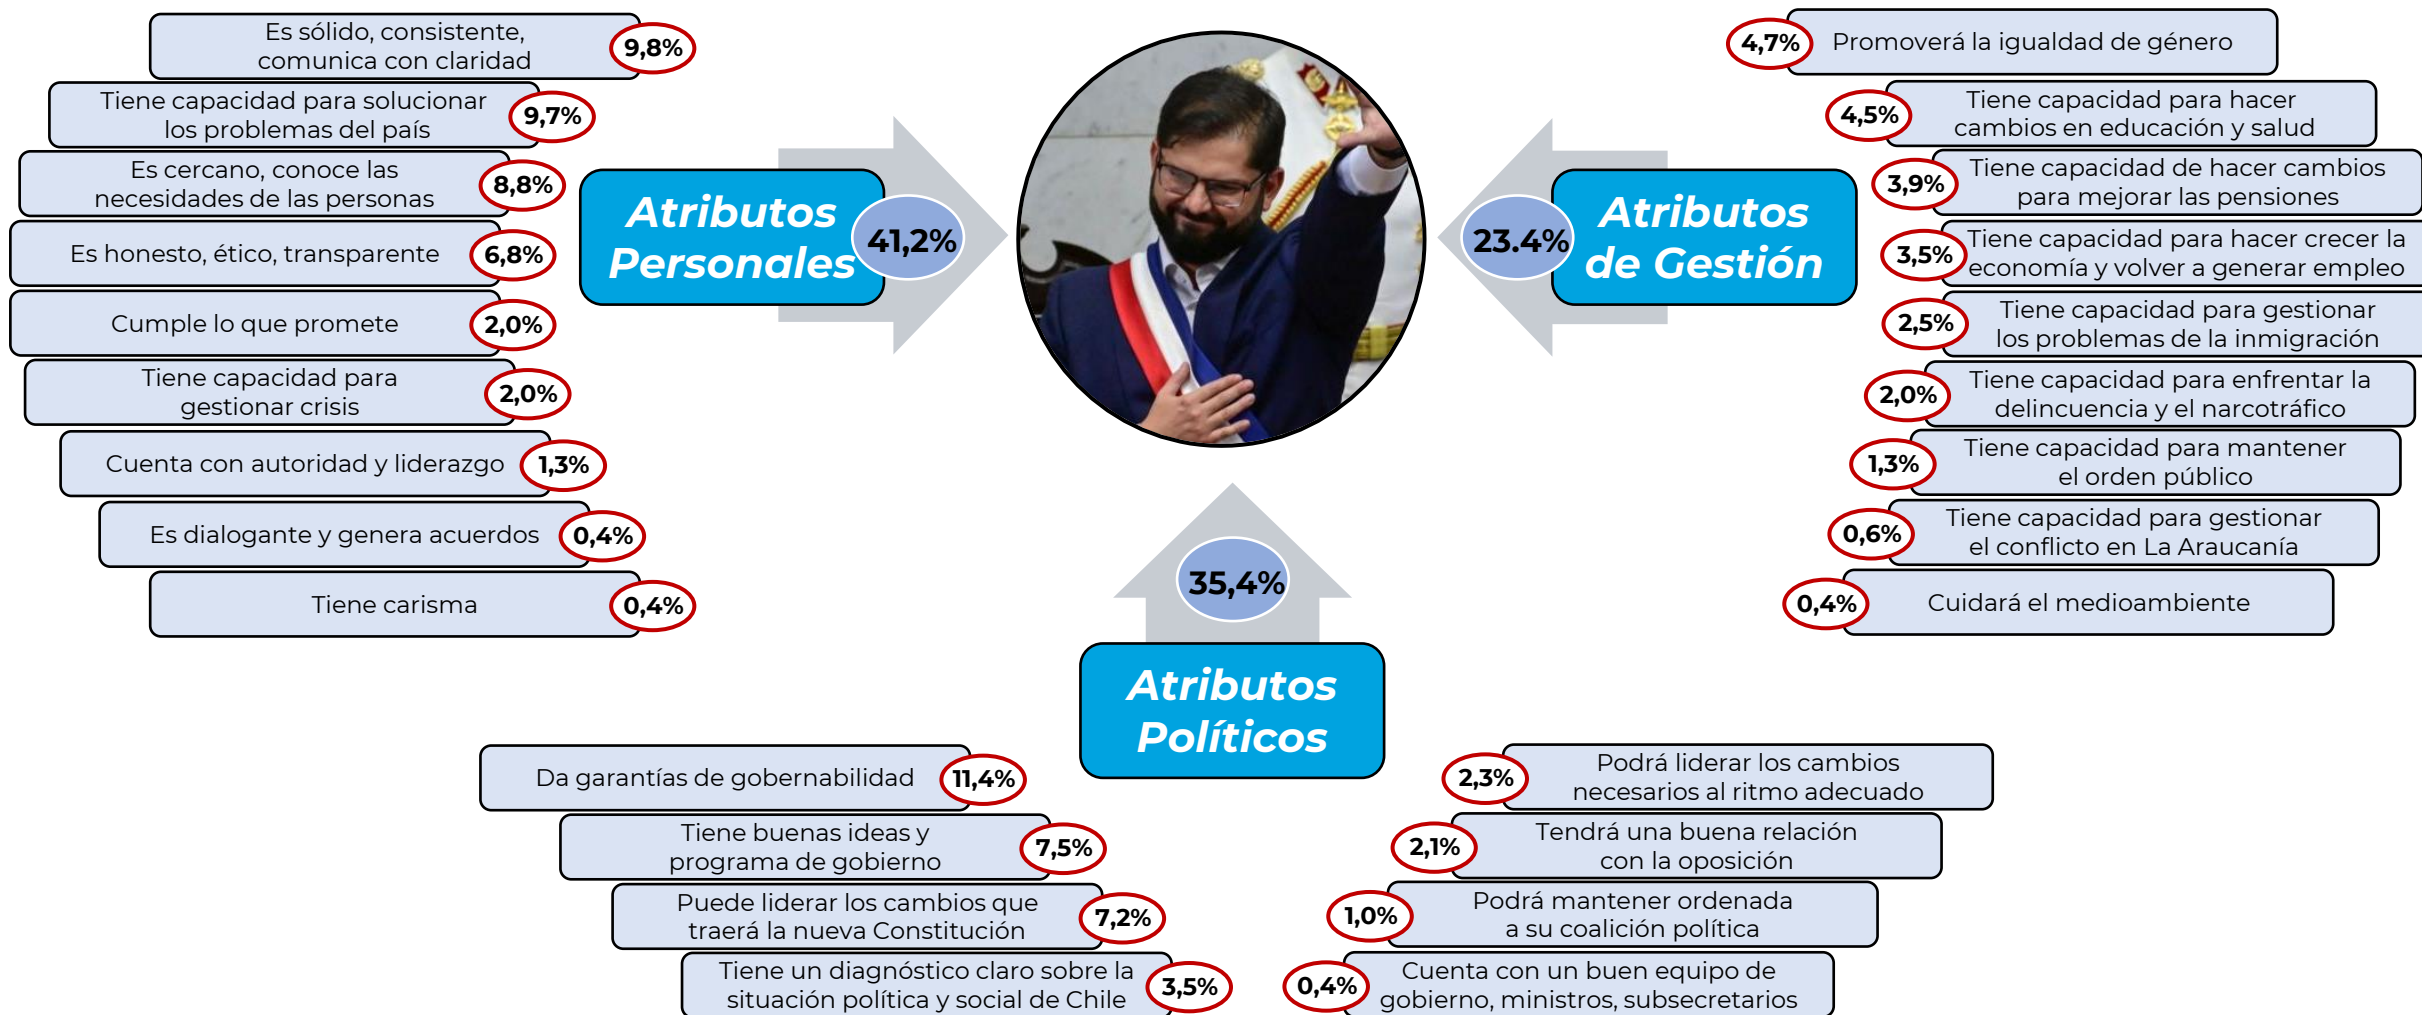 Es sólido, consistente,
comunica con claridad
9,8%
Tiene capacidad para solucionar
los problemas del país
9,7%
Es cercano, conoce las
necesidades de las personas
8,8%
Es honesto, ético, transparente
6,8%
Cumple lo que promete
2,0%
Tiene capacidad para
gestionar crisis
2,0%
Cuenta con autoridad y liderazgo
1,3%
Es dialogante y genera acuerdos
0,4%
Tiene carisma
0,4%
Atributos
Personales
41,2%
23.4%
Atributos
de Gestión
4,7%
Promoverá la igualdad de género
4,5%
Tiene capacidad para hacer
cambios en educación y salud
3,9%
Tiene capacidad de hacer cambios
para mejorar las pensiones
3,5%
Tiene capacidad para hacer crecer la
economía y volver a generar empleo
2,5%
Tiene capacidad para gestionar
los problemas de la inmigración
2,0%
Tiene capacidad para enfrentar la
delincuencia y el narcotráfico
1,3%
Tiene capacidad para mantener
el orden público
0,6%
Tiene capacidad para gestionar
el conflicto en La Araucanía
0,4%
Cuidará el medioambiente
35,4%
Atributos
Políticos
Da garantías de gobernabilidad
11,4%
Tiene buenas ideas y
programa de gobierno
7,5%
Puede liderar los cambios que
traerá la nueva Constitución
7,2%
Tiene un diagnóstico claro sobre la
situación política y social de Chile
3,5%
2,3%
Podrá liderar los cambios
necesarios al ritmo adecuado
2,1%
Tendrá una buena relación
con la oposición
1,0%
Podrá mantener ordenada
a su coalición política
0,4%
Cuenta con un buen equipo de
gobierno, ministros, subsecretarios